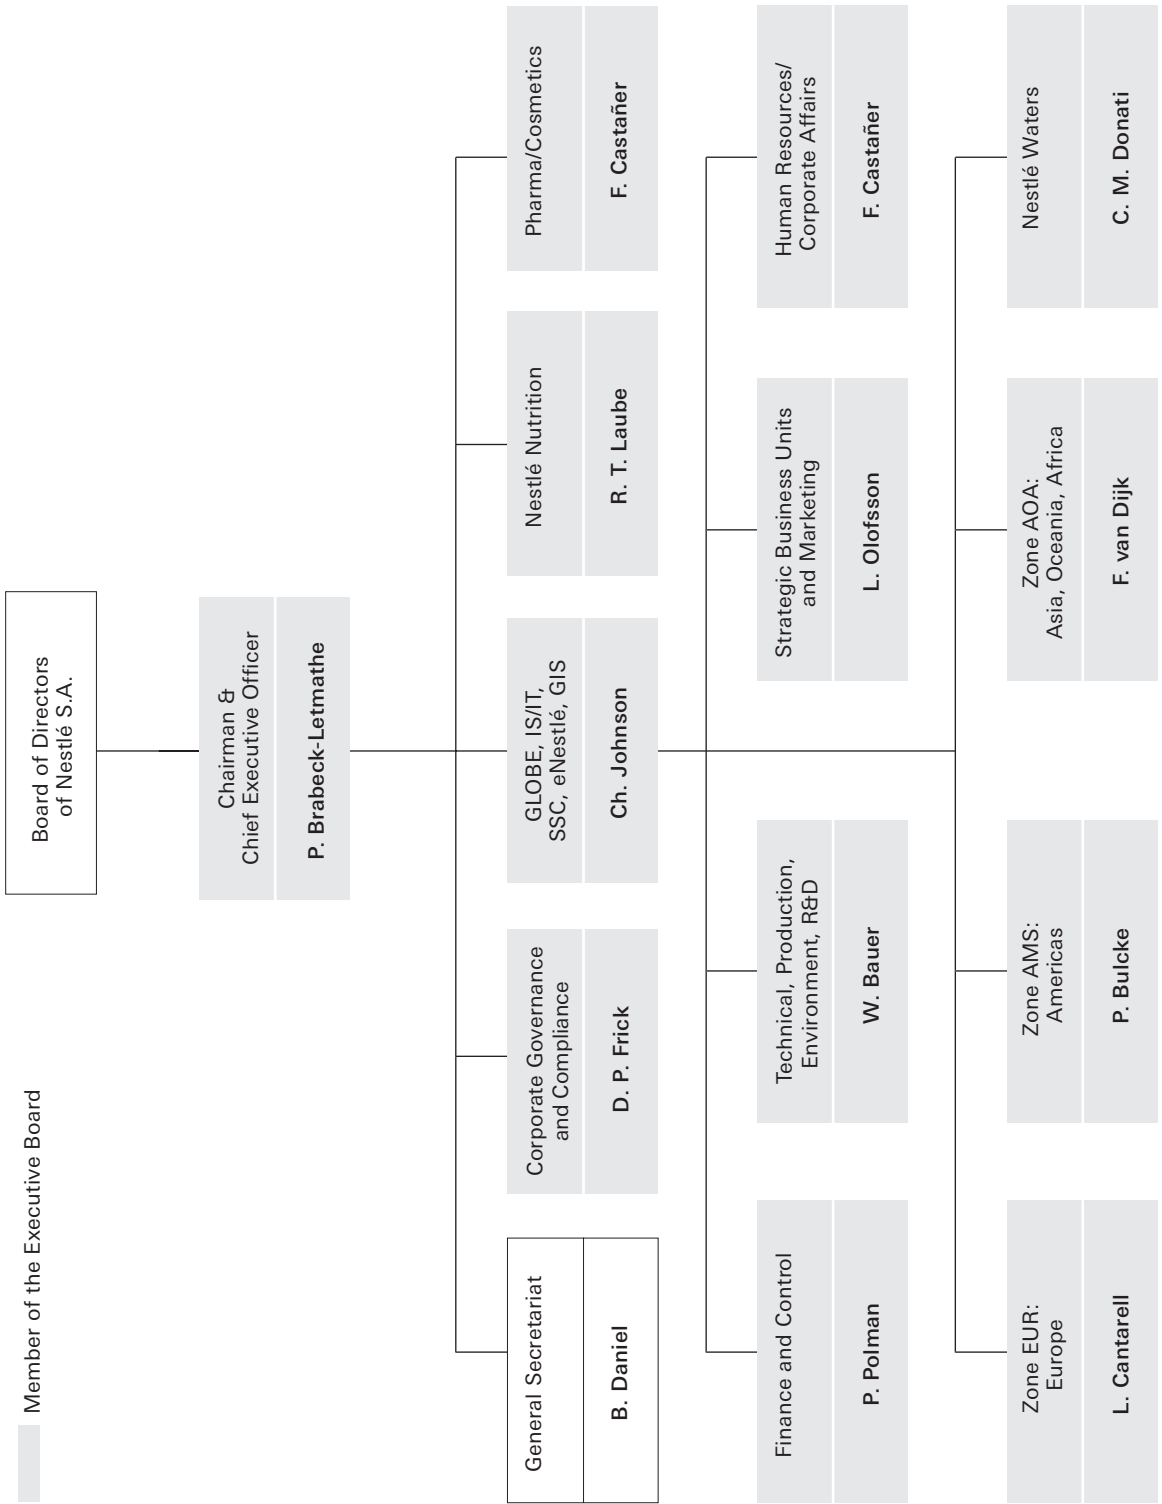 Member of the Executive Board
Board of Directors
of Nestlé S.A.
Chairman &
Chief Executive Officer
P. Brabeck-Letmathe
General Secretariat
B. Daniel
Corporate Governance
and Compliance
D. P. Frick
GLOBE, IS/IT,
SSC, eNestlé, GIS
Ch. Johnson
Nestlé Nutrition
R. T. Laube
Pharma/Cosmetics
F. Castañer
Finance and Control
P. Polman
Technical, Production,
Environment, R&D
W. Bauer
Strategic Business Units
and Marketing
L. Olofsson
Human Resources/
Corporate Affairs
F. Castañer
Zone EUR:
Europe
L. Cantarell
Zone AMS:
Americas
P. Bulcke
Zone AOA:
Asia, Oceania, Africa
F. van Dijk
Nestlé Waters
C. M. Donati